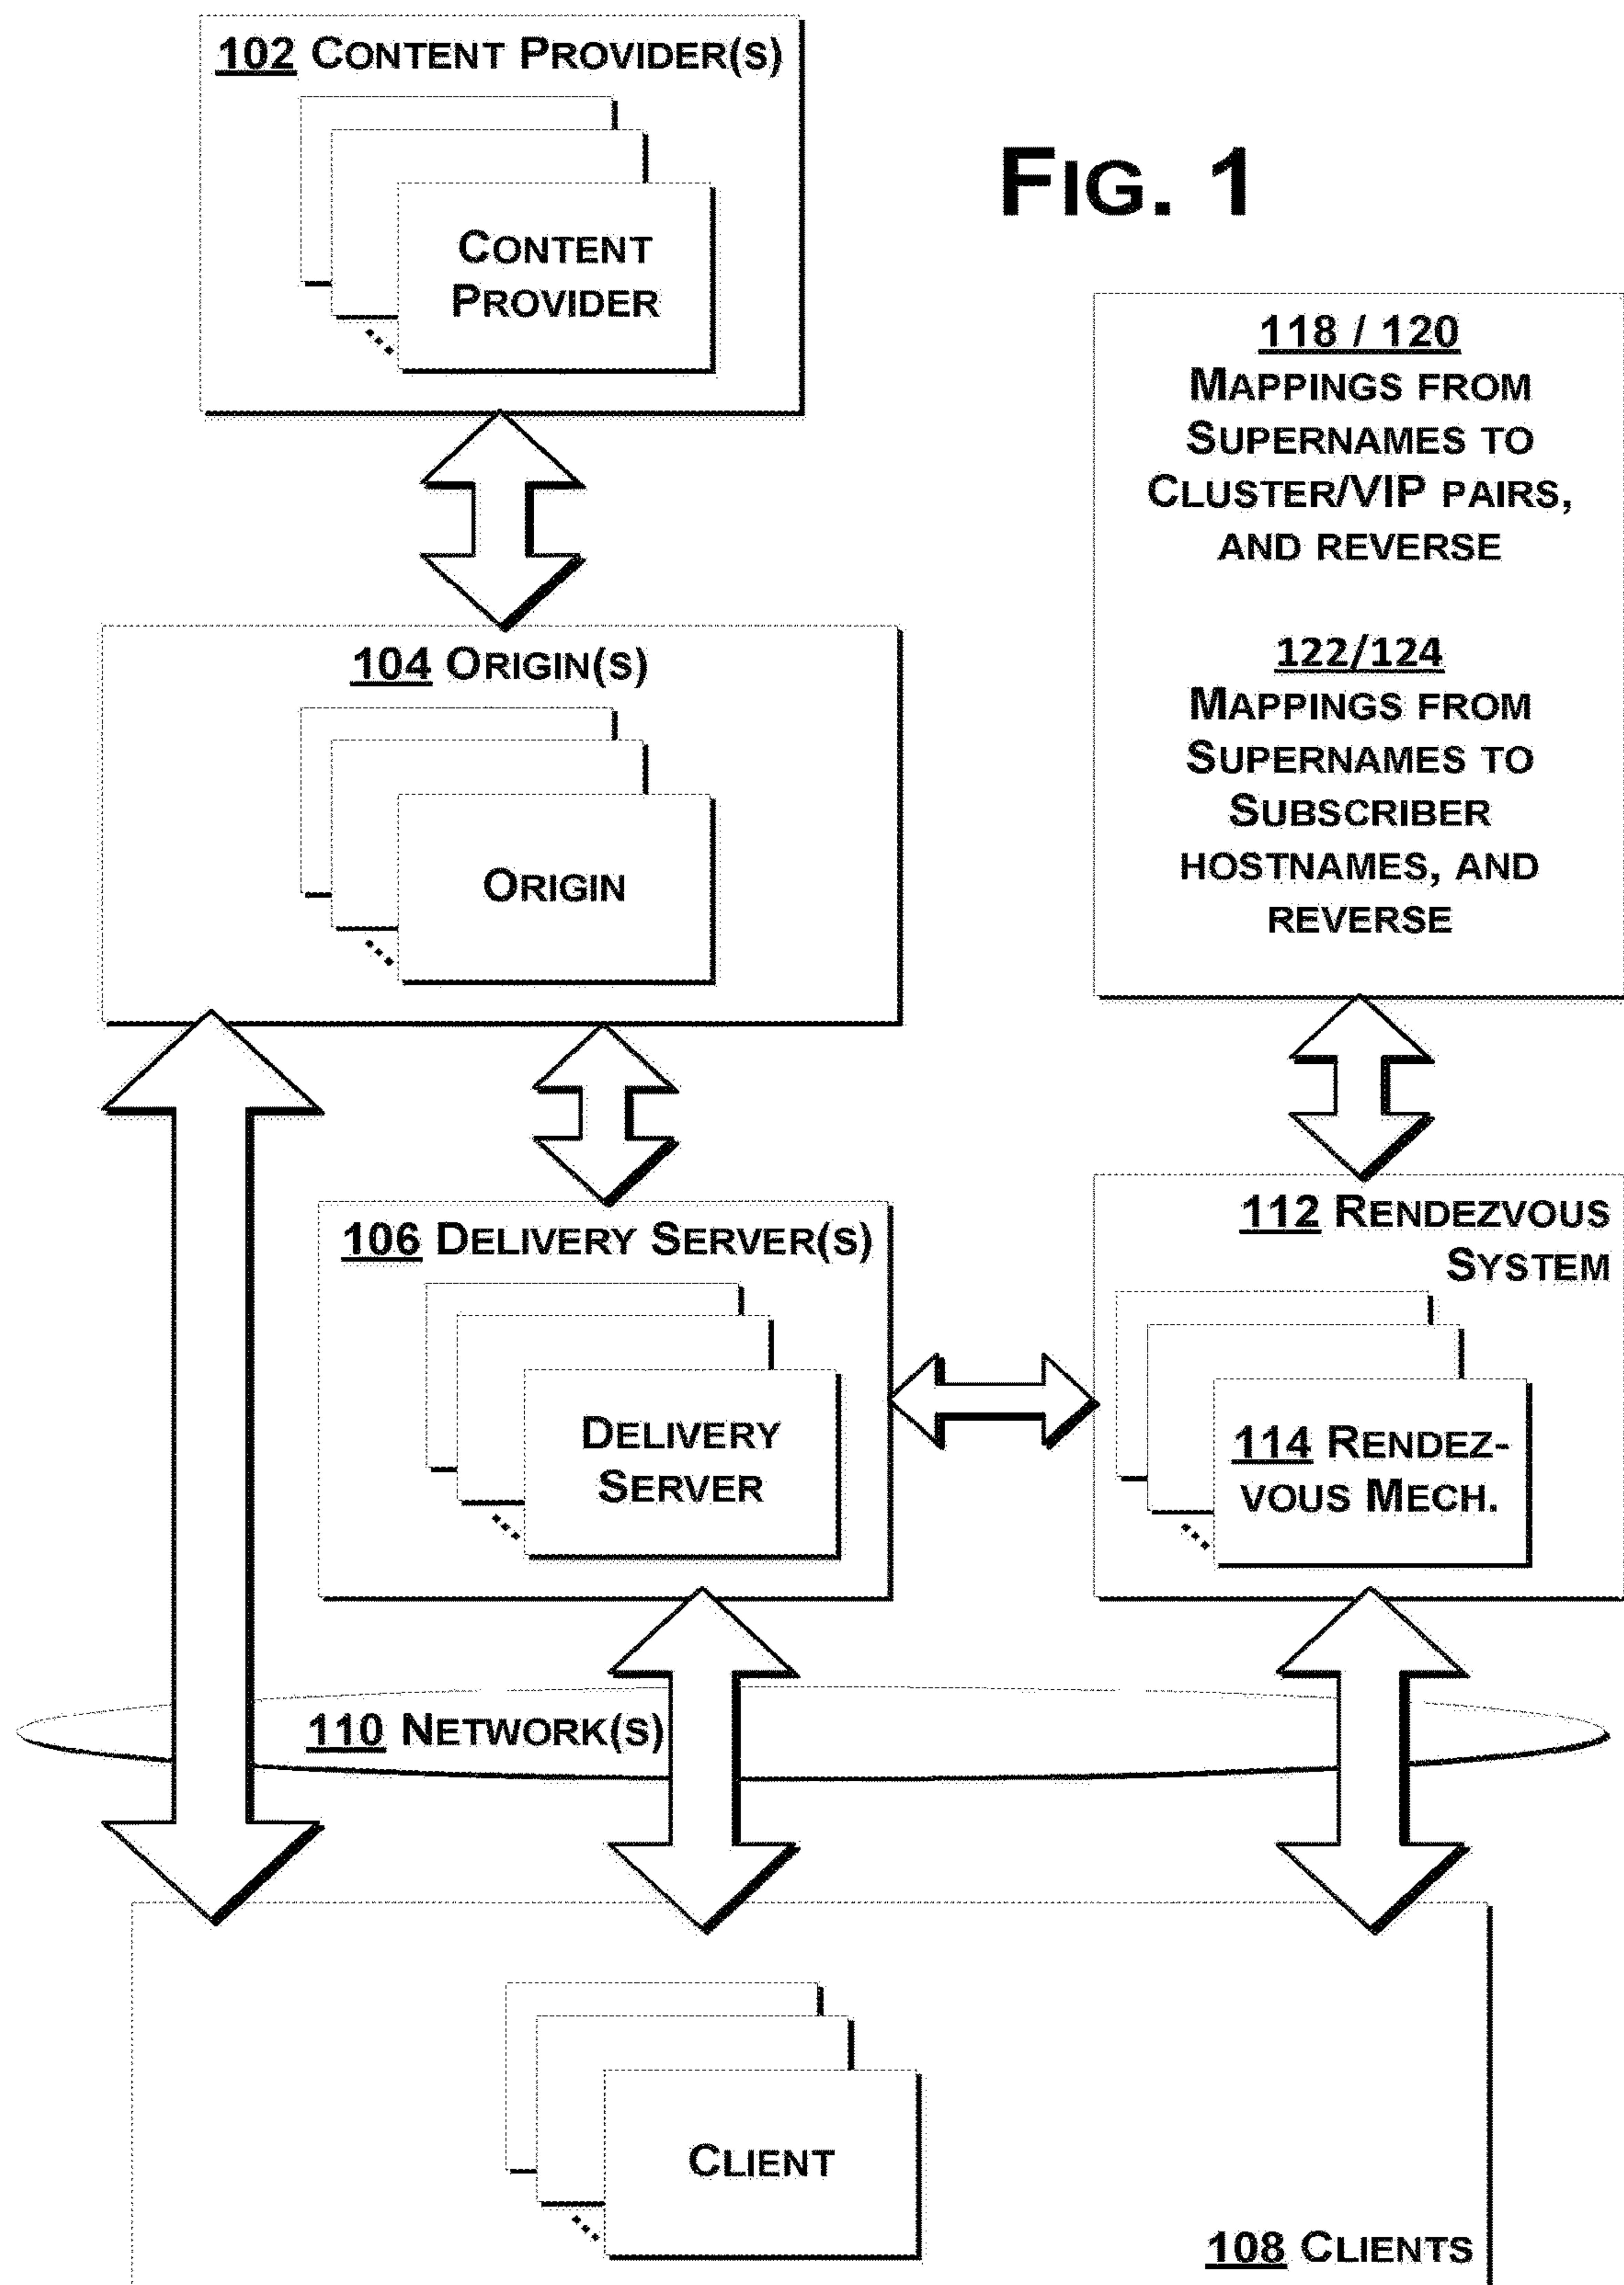 102 CONTENT PROVIDER(S)
CONTENT
PROVIDER
FIG. 1
118 / 120
MAPPINGS FROM
SUPERNAMES TO
CLUSTER/VIP PAIRS,
AND REVERSE
122/124
MAPPINGS FROM
SUPERNAMES TO
SUBSCRIBER
HOSTNAMES, AND
REVERSE
104 ORIGIN(S)
ORIGIN
106 DELIVERY SERVER(S)
DELIVERY
SERVER
112 RENDEZVOUS
SYSTEM
114 RENDEZ-
VOUS MECH.
110 NETWORK(S)
CLIENT
108 CLIENTS